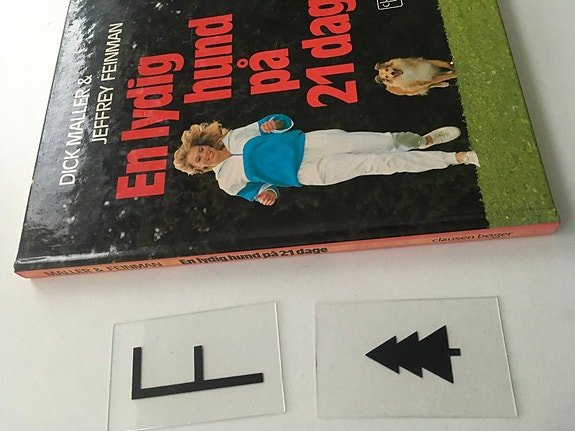 DICK MALLER &
JEFFREY FEINMAN
En lydig
hund
på
21 dage
MALLER & FEINMAN En lydig hund på 21 dage clausen bøger
F